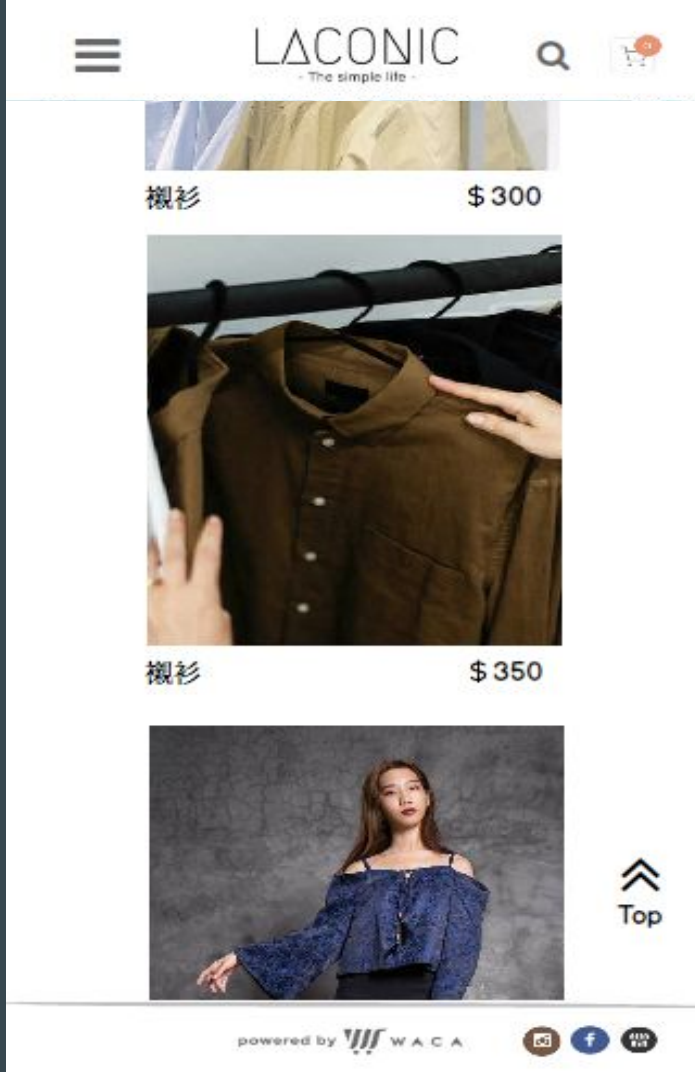 LACONIC
- The simple life -
襯衫 $ 300
襯衫 $ 350
Top
powered by WACA